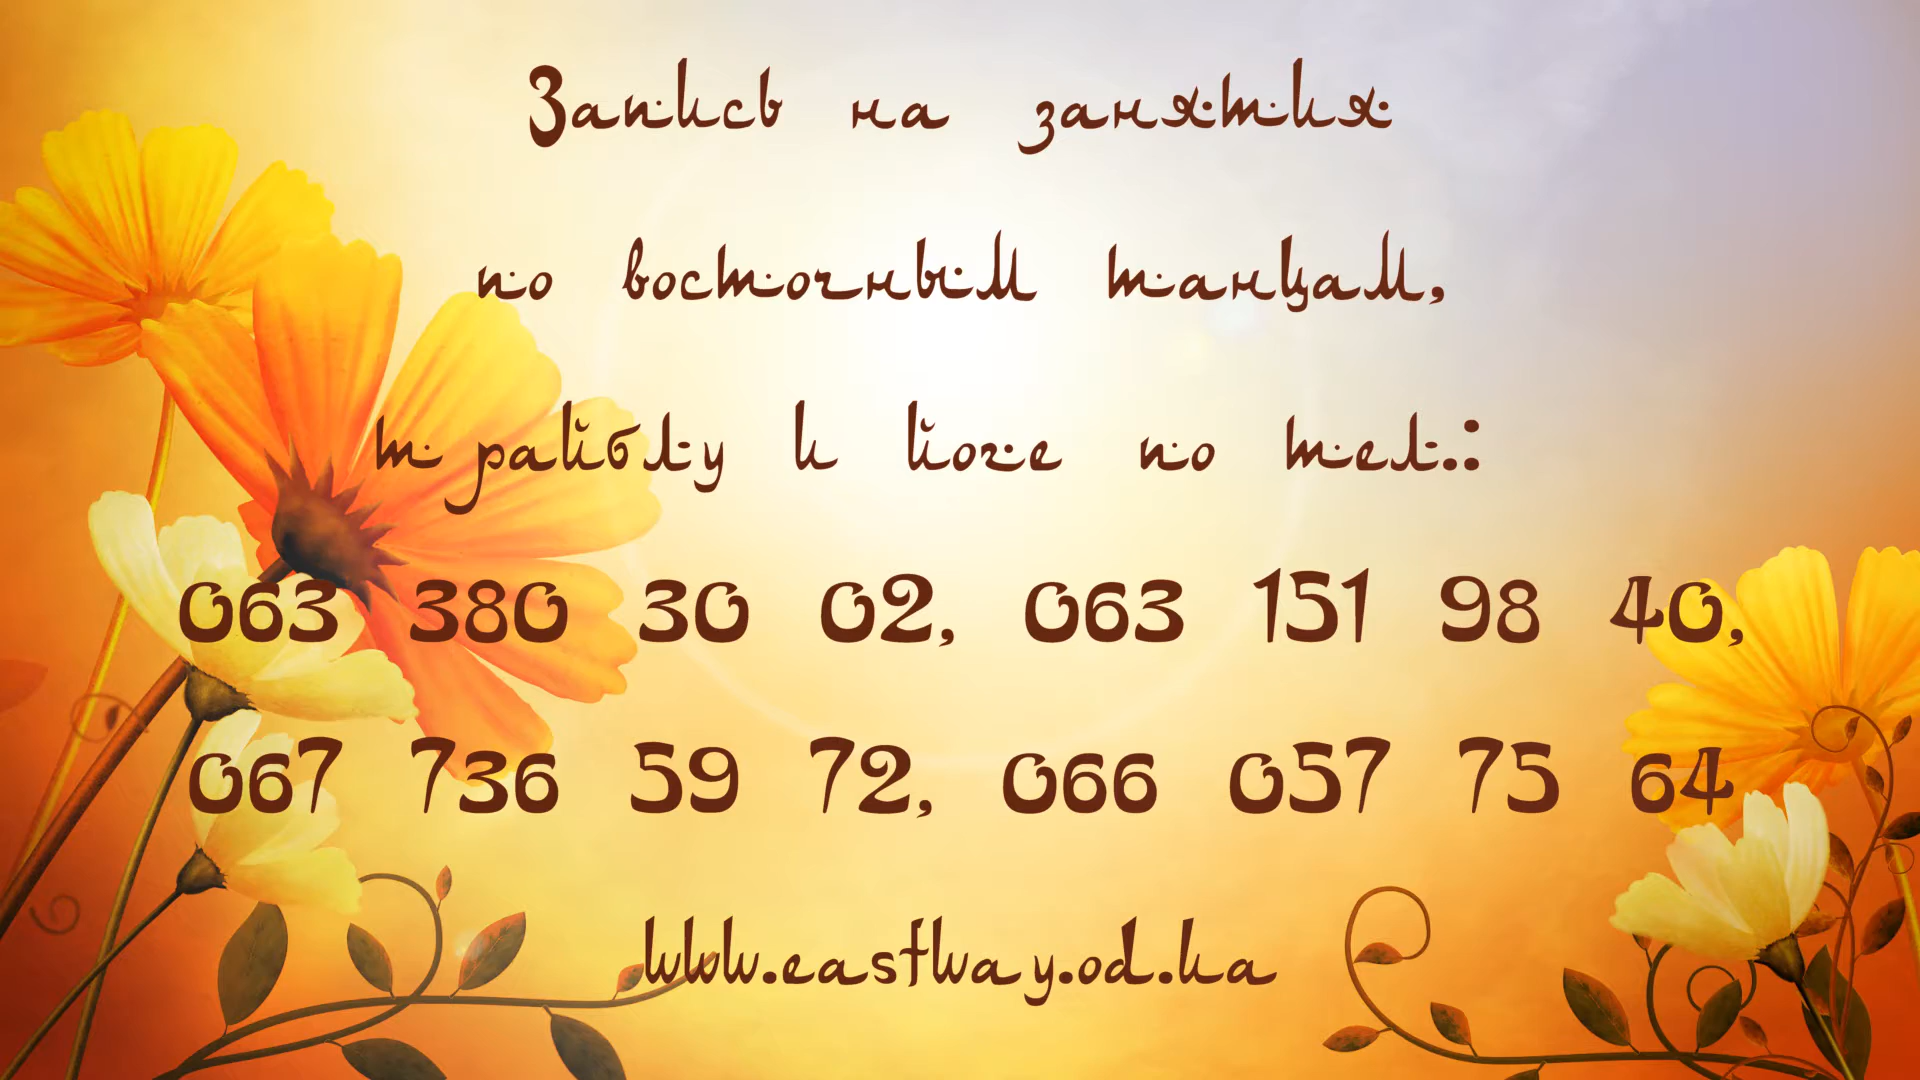 Запись на занятия
по восточным танцам,
трайблу и йоге по тел.:
063 380 30 02, 063 151 98 40,
067 736 59 72, 066 057 75 64
www.eastway.od.ua